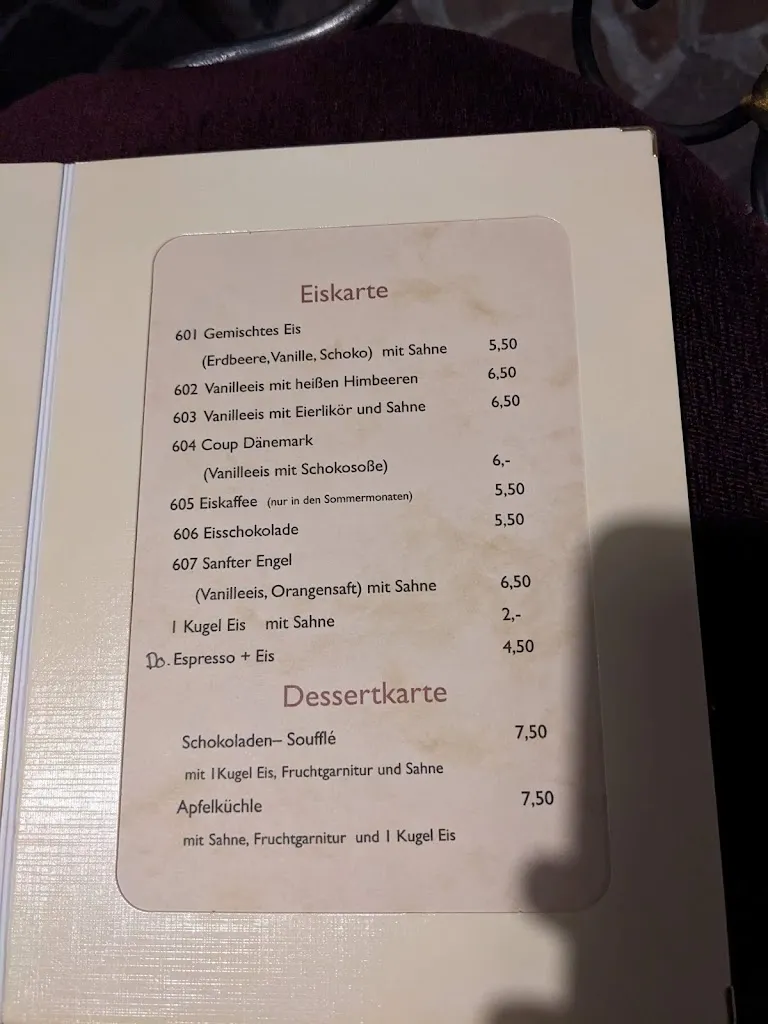 Eiskarte
601 Gemischtes Eis
(Erdbeere, Vanille, Schoko) mit Sahne 5,50
602 Vanilleeis mit heißen Himbeeren 6,50
603 Vanilleeis mit Eierlikör und Sahne 6,50
604 Coup Dänemark
(Vanilleeis mit Schokosoße) 6,-
605 Eiskaffee (nur in den Sommermonaten) 5,50
606 Eisschokolade 5,50
607 Sanfter Engel
(Vanilleeis, Orangensaft) mit Sahne 6,50
1 Kugel Eis mit Sahne 2,-
Do. Espresso + Eis 4,50
Dessertkarte
Schokoladen– Soufflé 7,50
mit 1Kugel Eis, Fruchtgarnitur und Sahne
Apfelküchle 7,50
mit Sahne, Fruchtgarnitur und 1 Kugel Eis